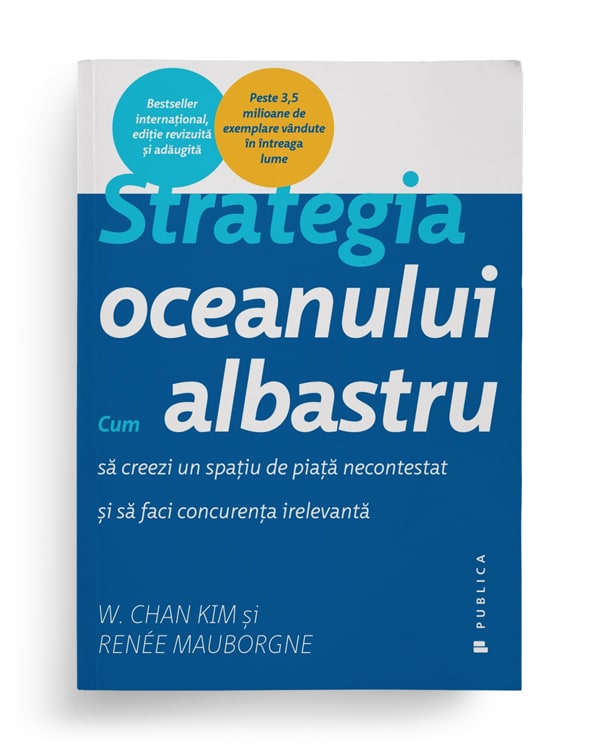 Bestseller
internațional,
ediție revizuită
și adăugită
Peste 3,5
milioane de
exemplare vândute
în întreaga
lume
Strategia
oceanului
Cum albastru
să creezi un spațiu de piață necontestat
și să faci concurența irelevantă
W. CHAN KIM și
RENÉE MAUBORGNE
PUBLICA